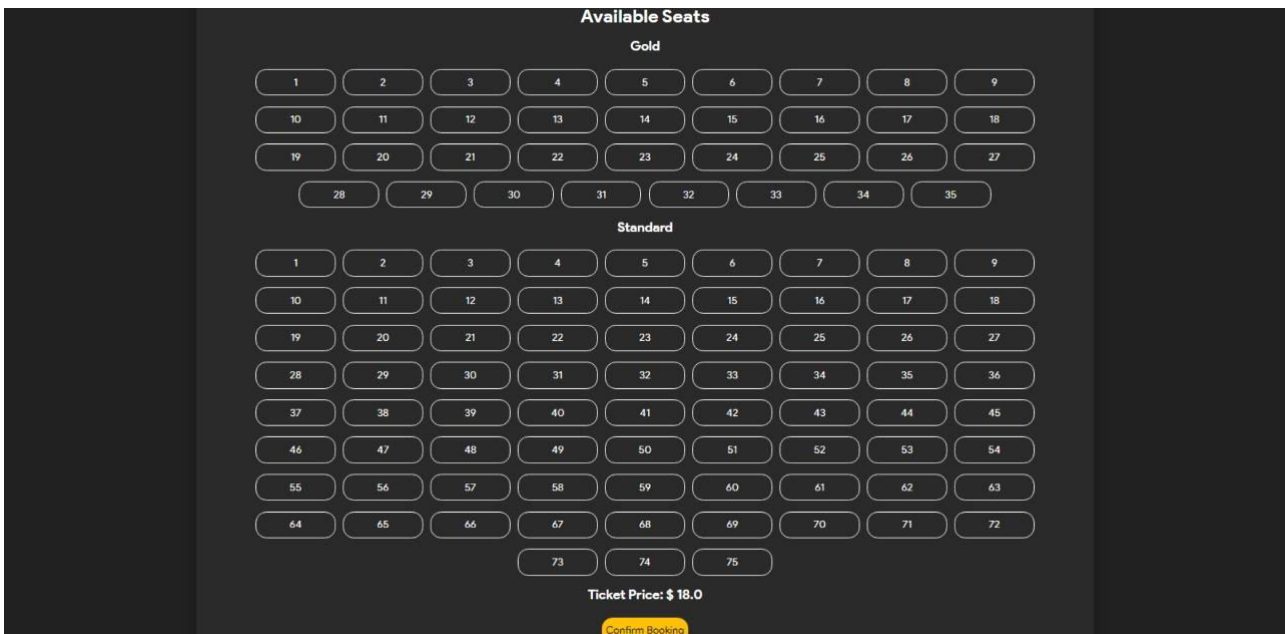 Available Seats
Gold
1 2 3 4 5 6 7 8 9
10 11 12 13 14 15 16 17 18
19 20 21 22 23 24 25 26 27
28 29 30 31 32 33 34 35
Standard
1 2 3 4 5 6 7 8 9
10 11 12 13 14 15 16 17 18
19 20 21 22 23 24 25 26 27
28 29 30 31 32 33 34 35 36
37 38 39 40 41 42 43 44 45
46 47 48 49 50 51 52 53 54
55 56 57 58 59 60 61 62 63
64 65 66 67 68 69 70 71 72
73 74 75
Ticket Price: $ 18.0
Confirm Booking